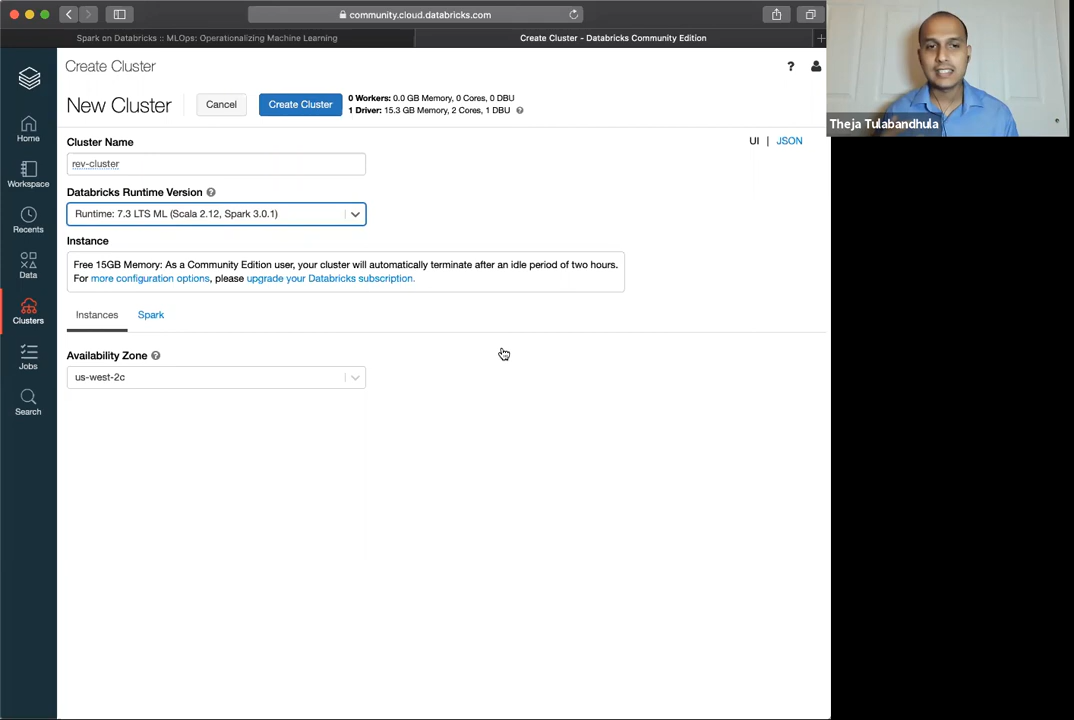 community.cloud.databricks.com
Spark on Databricks :: MLOps: Operationalizing Machine Learning
Create Cluster - Databricks Community Edition
Create Cluster
?
New Cluster
Cancel
Create Cluster
0 Workers: 0.0 GB Memory, 0 Cores, 0 DBU
1 Driver: 15.3 GB Memory, 2 Cores, 1 DBU ?
Theja Tulabandhula
UI | JSON
Home
Workspace
Recents
Data
Clusters
Jobs
Search
Cluster Name
rev-cluster
Databricks Runtime Version ?
Runtime: 7.3 LTS ML (Scala 2.12, Spark 3.0.1)
Instance
Free 15GB Memory: As a Community Edition user, your cluster will automatically terminate after an idle period of two hours.
For more configuration options, please upgrade your Databricks subscription.
Instances
Spark
Availability Zone ?
us-west-2c